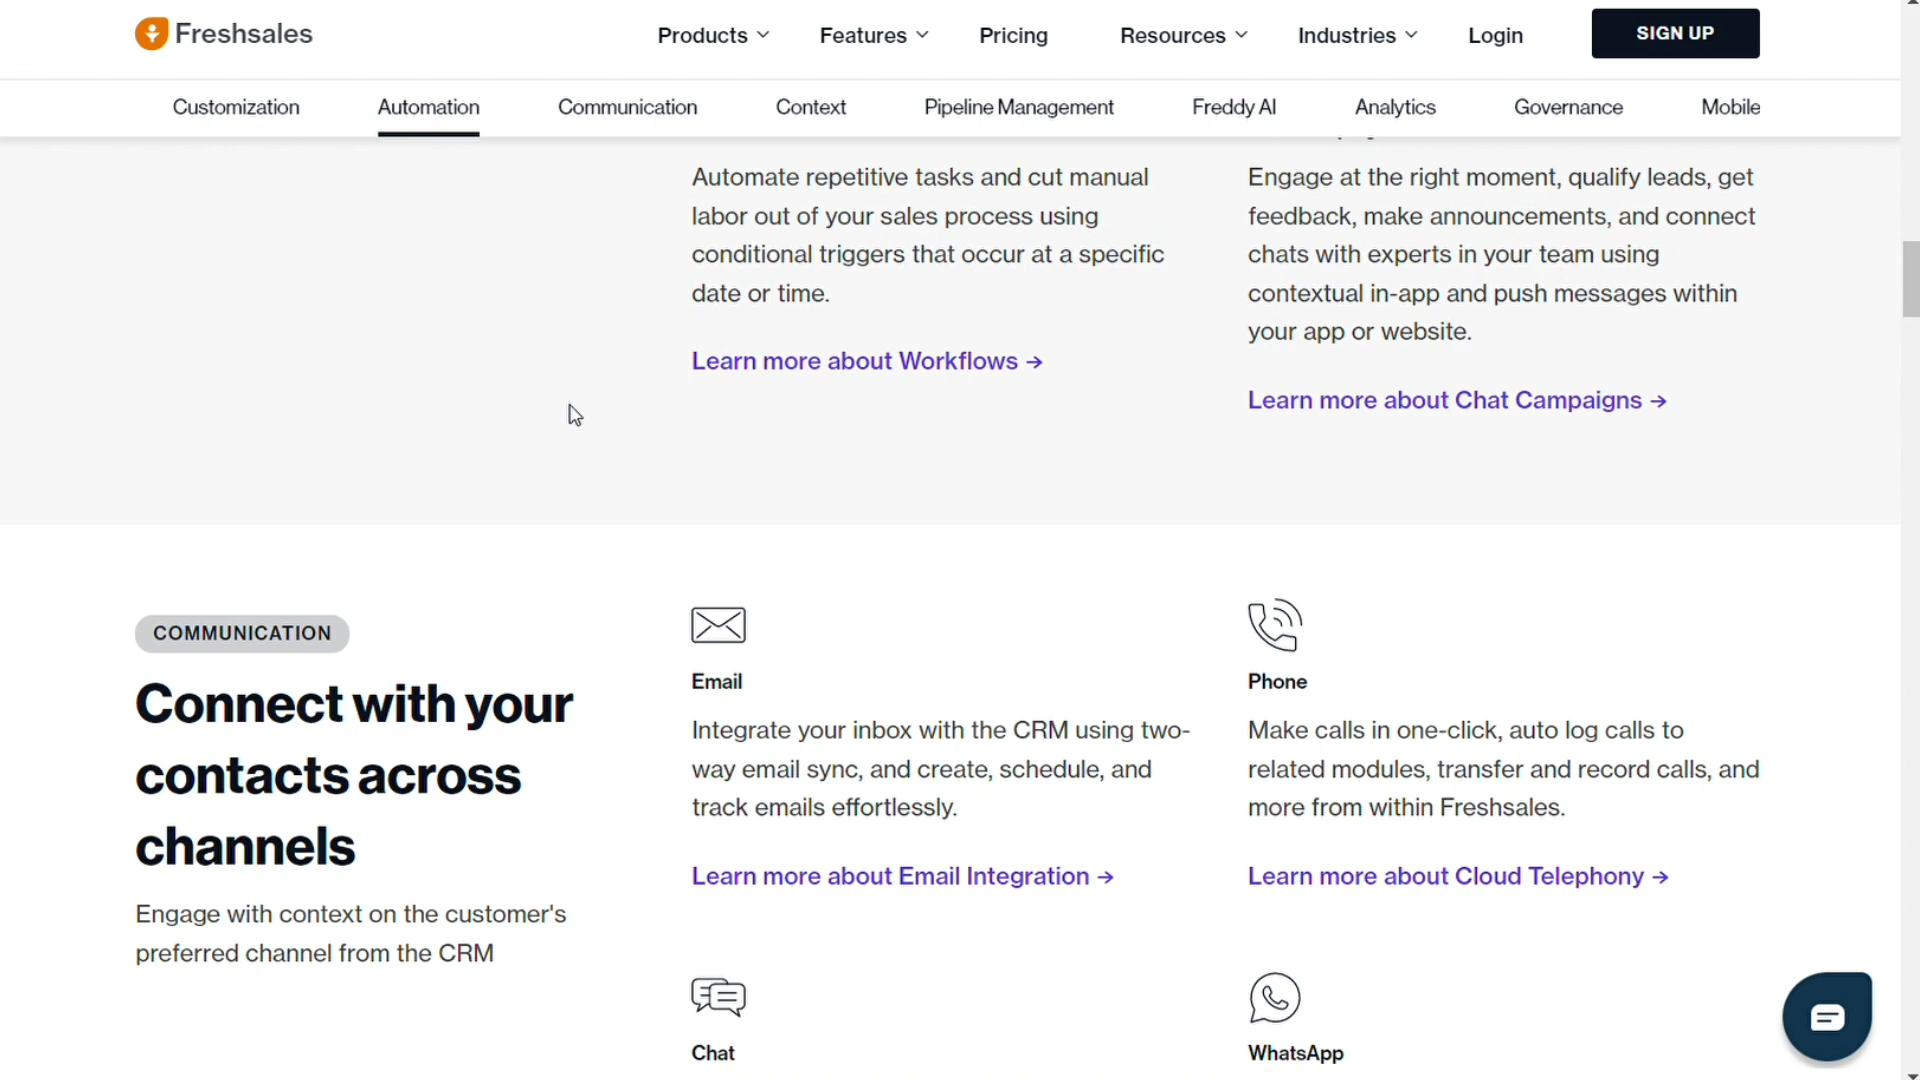 Freshsales
Products
Features
Pricing
Resources
Industries
Login
SIGN UP
Customization
Automation
Communication
Context
Pipeline Management
Freddy AI
Analytics
Governance
Mobile
Automate repetitive tasks and cut manual
labor out of your sales process using
conditional triggers that occur at a specific
date or time.
Learn more about Workflows →
Engage at the right moment, qualify leads, get
feedback, make announcements, and connect
chats with experts in your team using
contextual in-app and push messages within
your app or website.
Learn more about Chat Campaigns →
COMMUNICATION
Connect with your
contacts across
channels
Engage with context on the customer's
preferred channel from the CRM
Email
Integrate your inbox with the CRM using two-
way email sync, and create, schedule, and
track emails effortlessly.
Learn more about Email Integration →
Phone
Make calls in one-click, auto log calls to
related modules, transfer and record calls, and
more from within Freshsales.
Learn more about Cloud Telephony →
Chat
WhatsApp